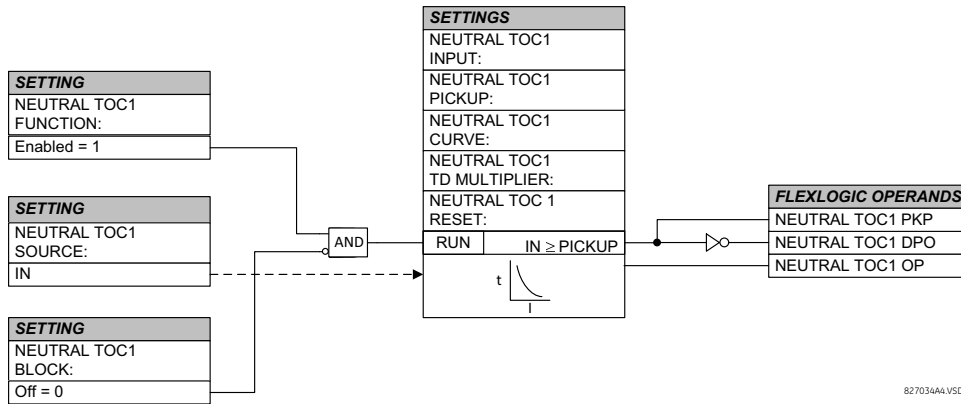 SETTING
NEUTRAL TOC1
FUNCTION:
Enabled = 1
SETTING
NEUTRAL TOC1
SOURCE:
IN
SETTING
NEUTRAL TOC1
BLOCK:
Off = 0
AND
SETTINGS
NEUTRAL TOC1
INPUT:
NEUTRAL TOC1
PICKUP:
NEUTRAL TOC1
CURVE:
NEUTRAL TOC1
TD MULTIPLIER:
NEUTRAL TOC 1
RESET:
RUN IN ≥ PICKUP
t
I
FLEXLOGIC OPERANDS
NEUTRAL TOC1 PKP
NEUTRAL TOC1 DPO
NEUTRAL TOC1 OP
827034A4.VSD